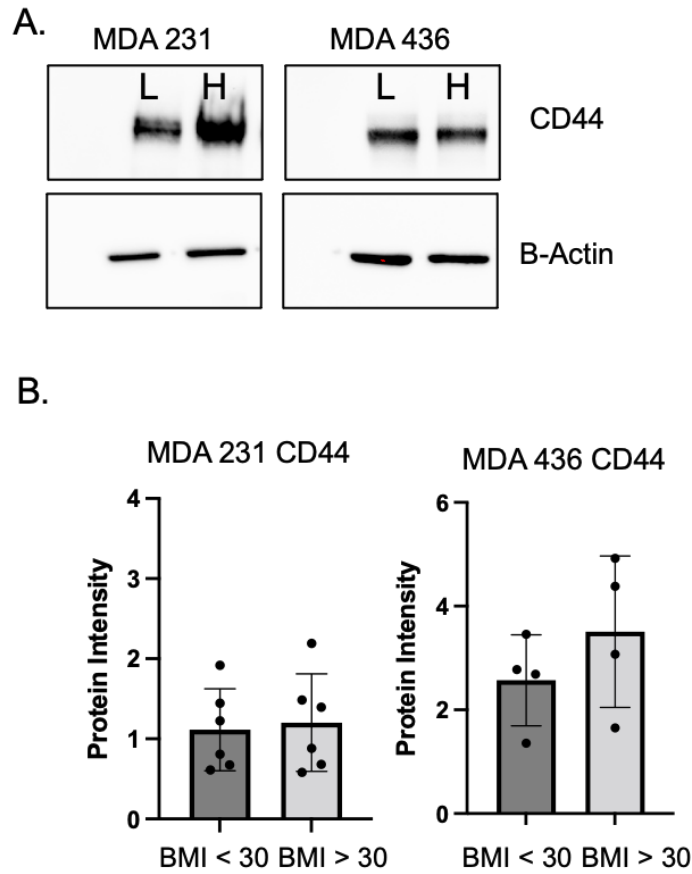 A.
MDA 231
MDA 436
L H
L H
CD44
B-Actin
B.
MDA 231 CD44
Protein Intensity
4
3
2
1
0
BMI < 30 BMI > 30
MDA 436 CD44
Protein Intensity
6
4
2
0
BMI < 30 BMI > 30